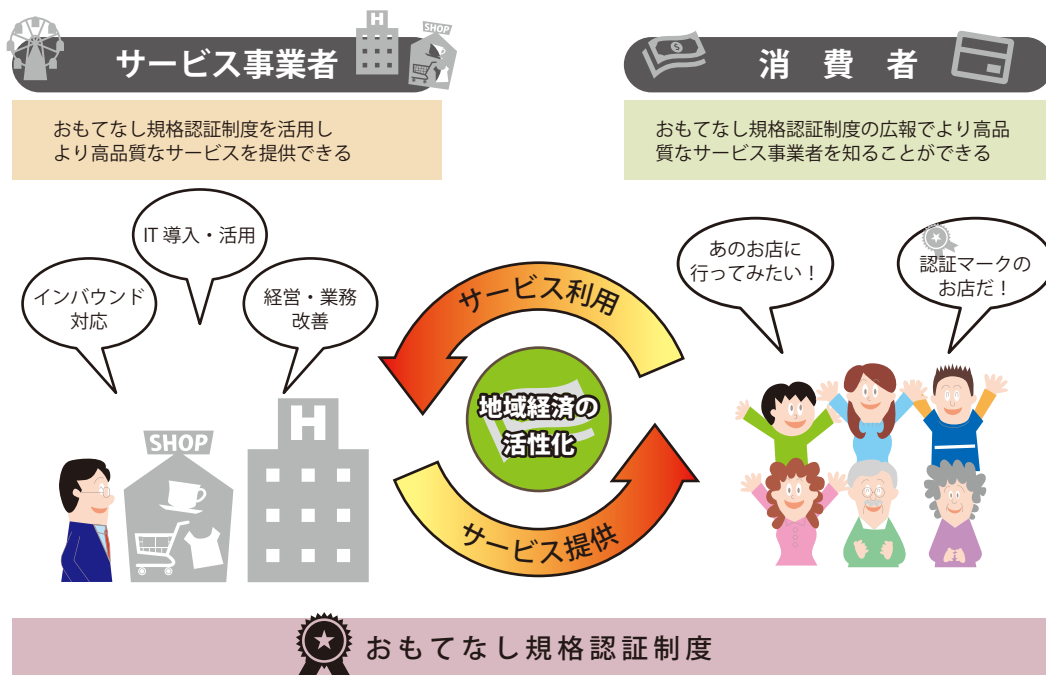 H
SHOP
サービス事業者
消費者
おもてなし規格認証制度を活用し
より高品質なサービスを提供できる
おもてなし規格認証制度の広報でより高品
質なサービス事業者を知ることができる
IT 導入・活用
インバウンド
対応
経営・業務
改善
あのお店に
行ってみたい！
認証マークの
お店だ！
サービス利用
地域経済の
活性化
サービス提供
SHOP
H
おもてなし規格認証制度